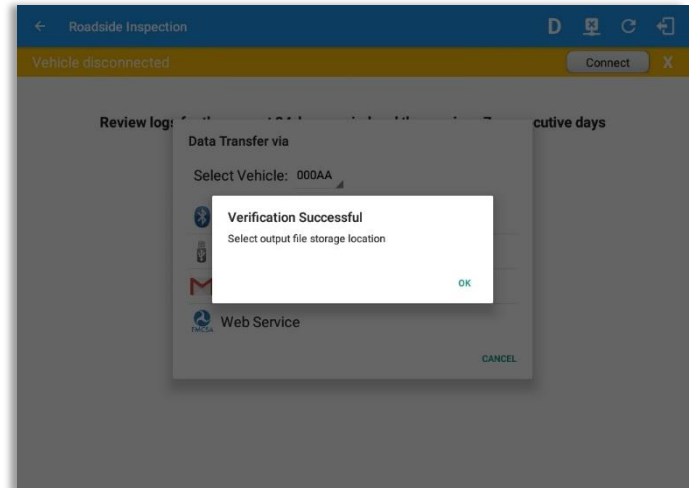 Roadside Inspection
D
Vehicle disconnected
Connect X
Review logs cutive days
Data Transfer via
Select Vehicle: 000AA
Verification Successful
Select output file storage location
OK
FMCSA Web Service
CANCEL